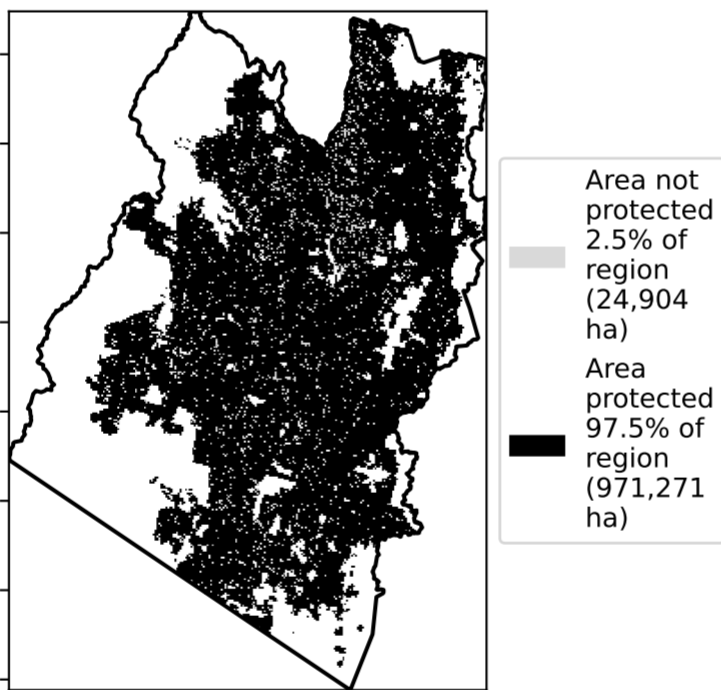 Area not
protected
2.5% of
region
(24,904
ha)
Area
protected
97.5% of
region
(971,271
ha)